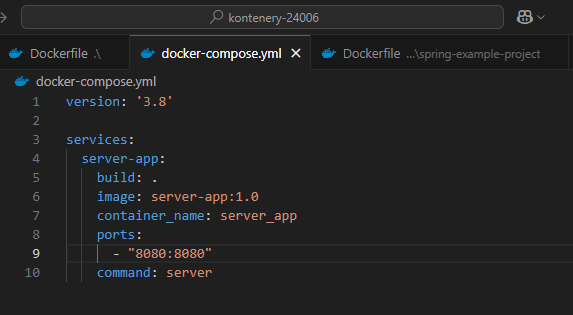 kontenery-24006
Dockerfile .\
docker-compose.yml
Dockerfile ...\spring-example-project
docker-compose.yml
1 version: '3.8'
2
3 services:
4 server-app:
5 build: .
6 image: server-app:1.0
7 container_name: server_app
8 ports:
9 - "8080:8080"
10 command: server